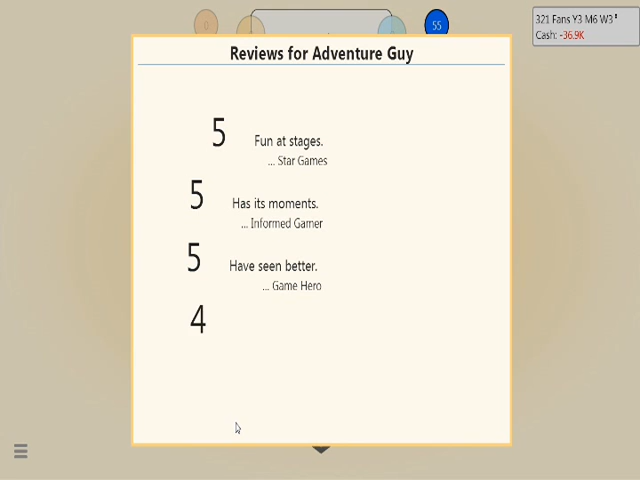 0
55
321 Fans Y3 M6 W3
Cash: -36.9K
Reviews for Adventure Guy
5 Fun at stages.
... Star Games
5 Has its moments.
... Informed Gamer
5 Have seen better.
... Game Hero
4